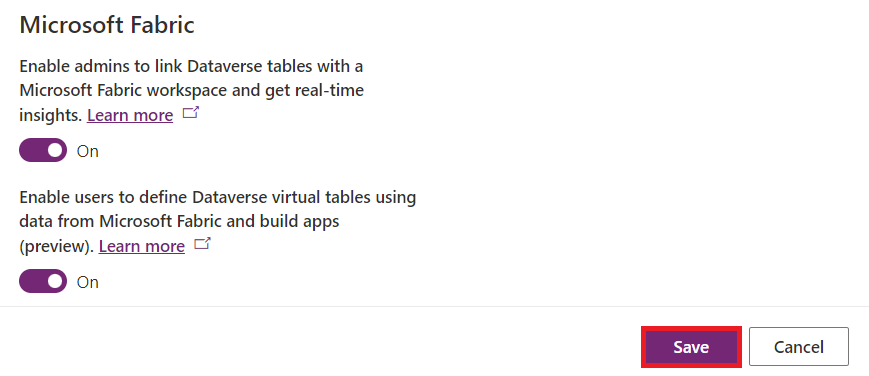 Microsoft Fabric
Enable admins to link Dataverse tables with a
Microsoft Fabric workspace and get real-time
insights. Learn more
On
Enable users to define Dataverse virtual tables using
data from Microsoft Fabric and build apps
(preview). Learn more
On
Save Cancel